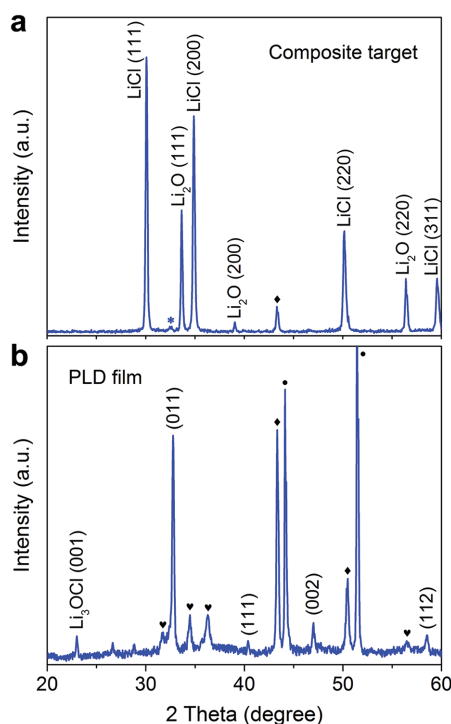 a
Composite target
LiCl (111)
Li₂O (111)
LiCl (200)
Li₂O (200)
LiCl (220)
Li₂O (220)
LiCl (311)
*
♦
Intensity (a.u.)
b
PLD film
Li₃OCl (001)
♥
(011)
♥
♥
(111)
♦
•
(002)
♦
•
♥
(112)
Intensity (a.u.)
20 30 40 50 60
2 Theta (degree)